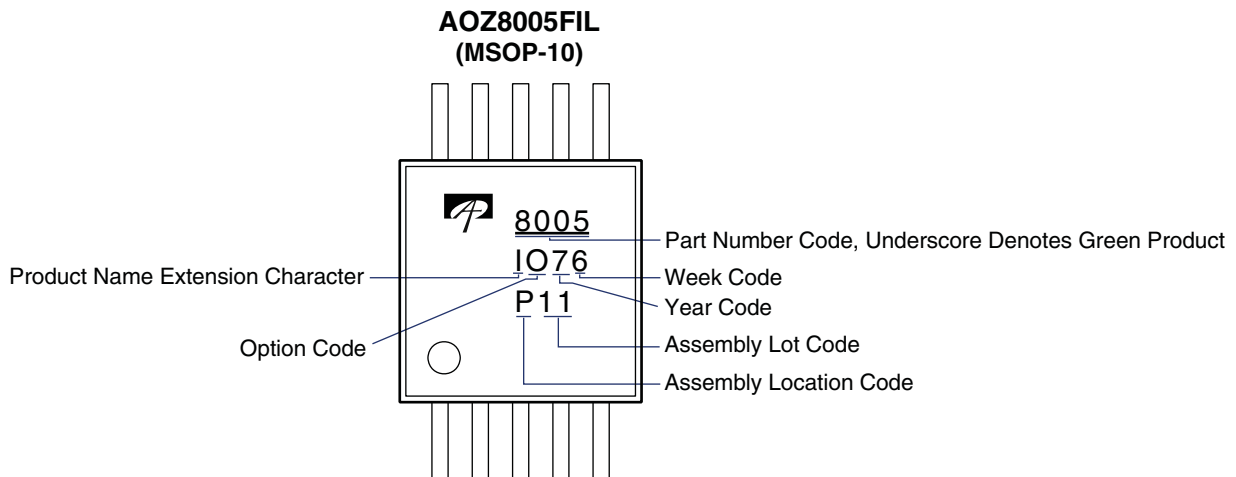 AOZ8005FIL
(MSOP-10)
8005
Part Number Code, Underscore Denotes Green Product
IO76
Product Name Extension Character
Week Code
Year Code
P11
Option Code
Assembly Lot Code
Assembly Location Code